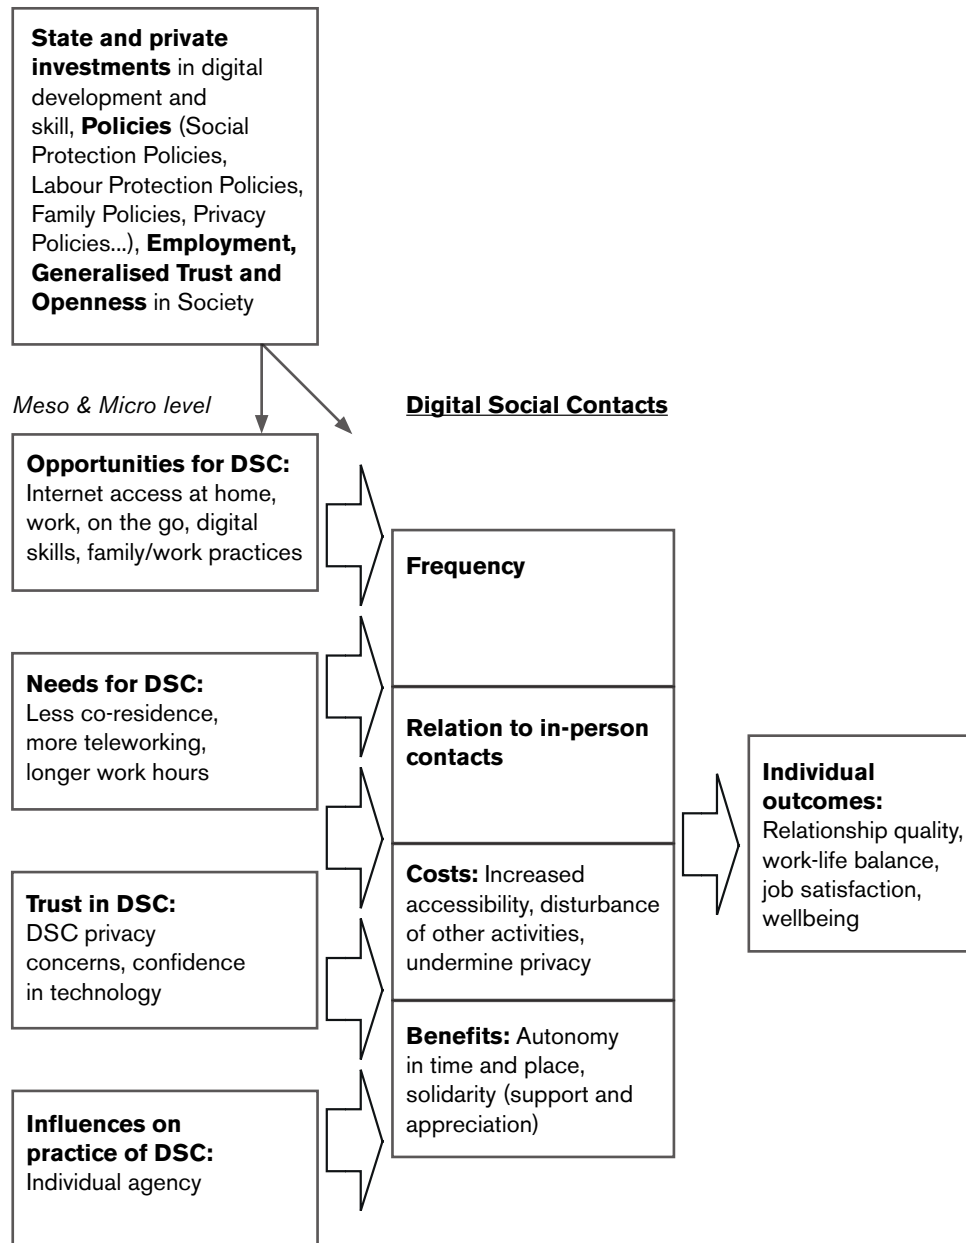 State and private
investments in digital
development and
skill, Policies (Social
Protection Policies,
Labour Protection Policies,
Family Policies, Privacy
Policies...), Employment,
Generalised Trust and
Openness in Society
Meso & Micro level
Digital Social Contacts
Opportunities for DSC:
Internet access at home,
work, on the go, digital
skills, family/work practices
Needs for DSC:
Less co-residence,
more teleworking,
longer work hours
Trust in DSC:
DSC privacy
concerns, confidence
in technology
Influences on
practice of DSC:
Individual agency
Frequency
Relation to in-person
contacts
Costs: Increased
accessibility, disturbance
of other activities,
undermine privacy
Benefits: Autonomy
in time and place,
solidarity (support and
appreciation)
Individual
outcomes:
Relationship quality,
work-life balance,
job satisfaction,
wellbeing